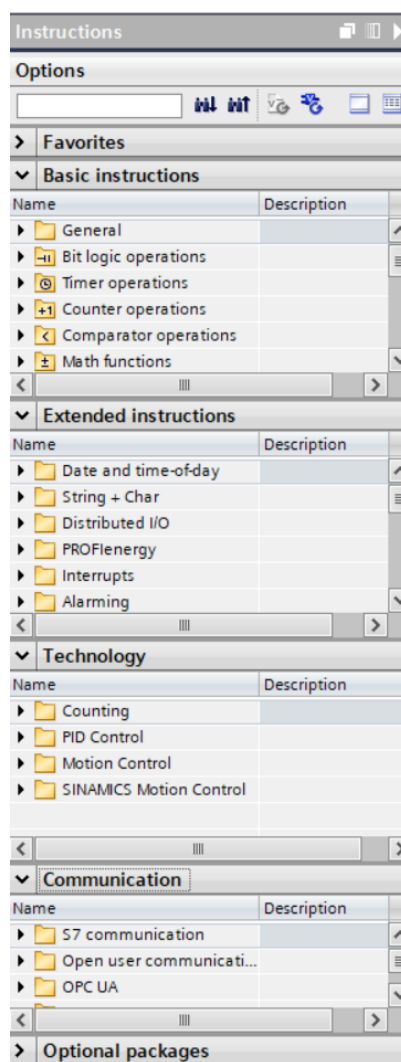 Instructions
Options
Favorites
Basic instructions
Name Description
General
Bit logic operations
Timer operations
+1 Counter operations
Comparator operations
Math functions
Extended instructions
Name Description
Date and time-of-day
String + Char
Distributed I/O
PROFIenergy
Interrupts
Alarming
Technology
Name Description
Counting
PID Control
Motion Control
SINAMICS Motion Control
Communication
Name Description
S7 communication
Open user communicati...
OPC UA
Optional packages